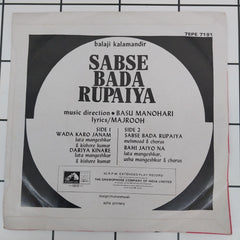 7EPE 7191
balaji kalamandir
SABSE
BADA
RUPAIYA
music direction • BASU MANOHARI
lyrics/MAJROOH
SIDE 1
WADA KARO JANAM
lata mangeshkar
& kishore kumar
DARIYA KINARE
lata mangeshkar
& kishore kumar
SIDE 2
SABSE BADA RUPAIYA
mehmood & chorus
BAHI JAIYO NA
lata mangeshkar,
usha mangeshkar & chorus
45 R.P.M. EXTENDED PLAY RECORD
THE GRAMOPHONE COMPANY OF INDIA LIMITED